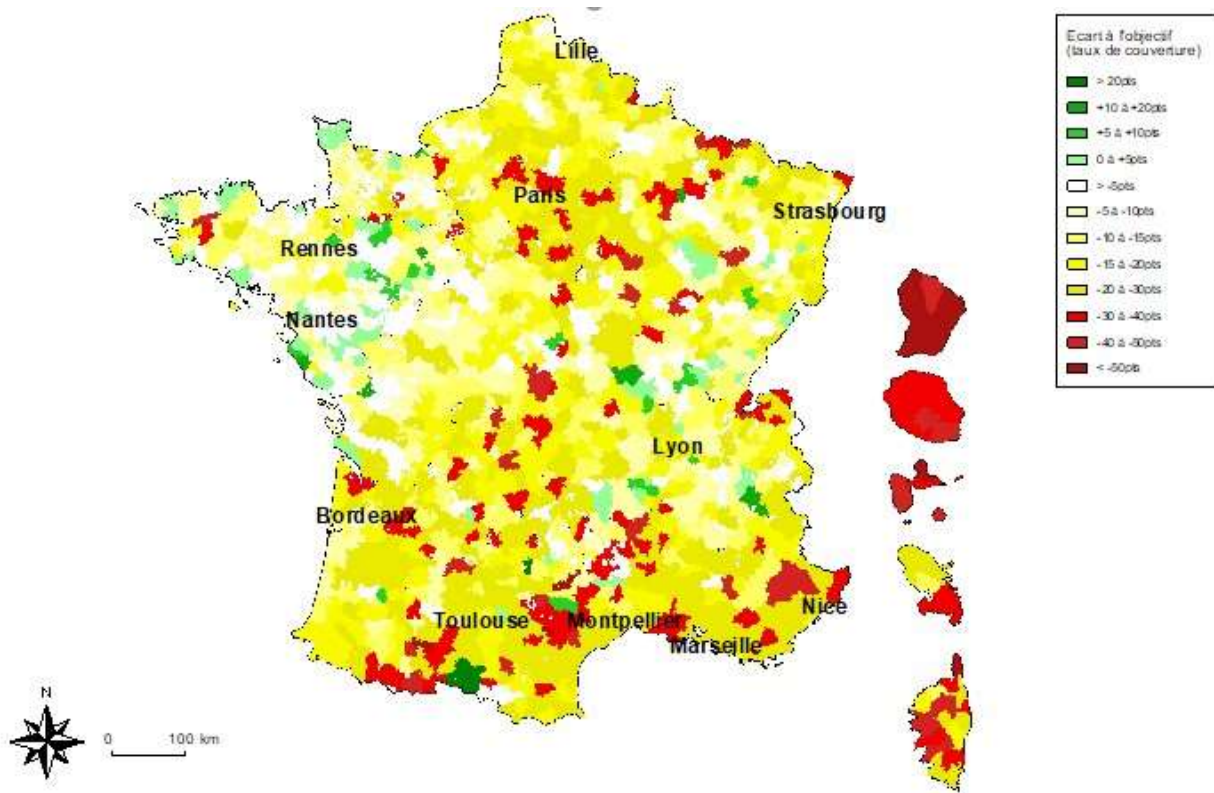 Lille
Paris
Strasbourg
Rennes
Nantes
Lyon
Bordeaux
Toulouse
Montpellier
Marseille
Nice
N
0 100 km
Ecart à l'objectif
(taux de couverture)
> 20pts
+10 à +20pts
+5 à +10pts
0 à +5pts
> -5pts
-5 à -10pts
-10 à -15pts
-15 à -20pts
-20 à -30pts
-30 à -40pts
-40 à -50pts
< -50pts